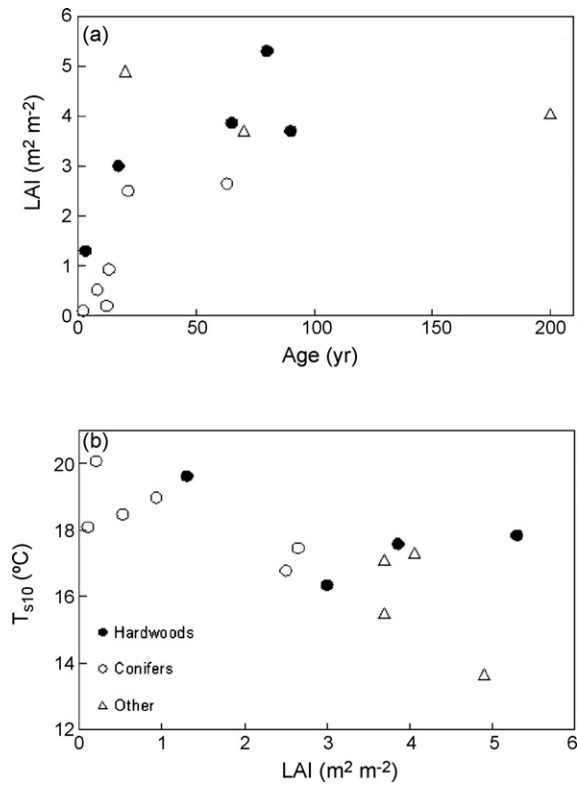 (a)
6
5
4
3
2
1
0
LAI (m² m⁻²)
0 50 100 150 200
Age (yr)
(b)
20
18
16
14
12
Tₛ₁₀ (ºC)
Hardwoods
Conifers
Other
0 1 2 3 4 5 6
LAI (m² m⁻²)